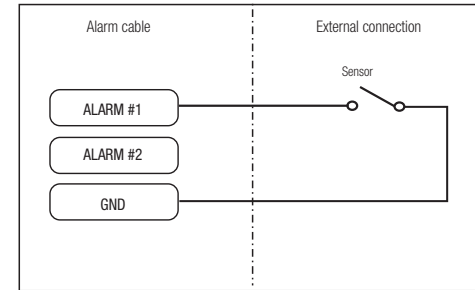 Alarm cable
External connection
Sensor
ALARM #1
ALARM #2
GND